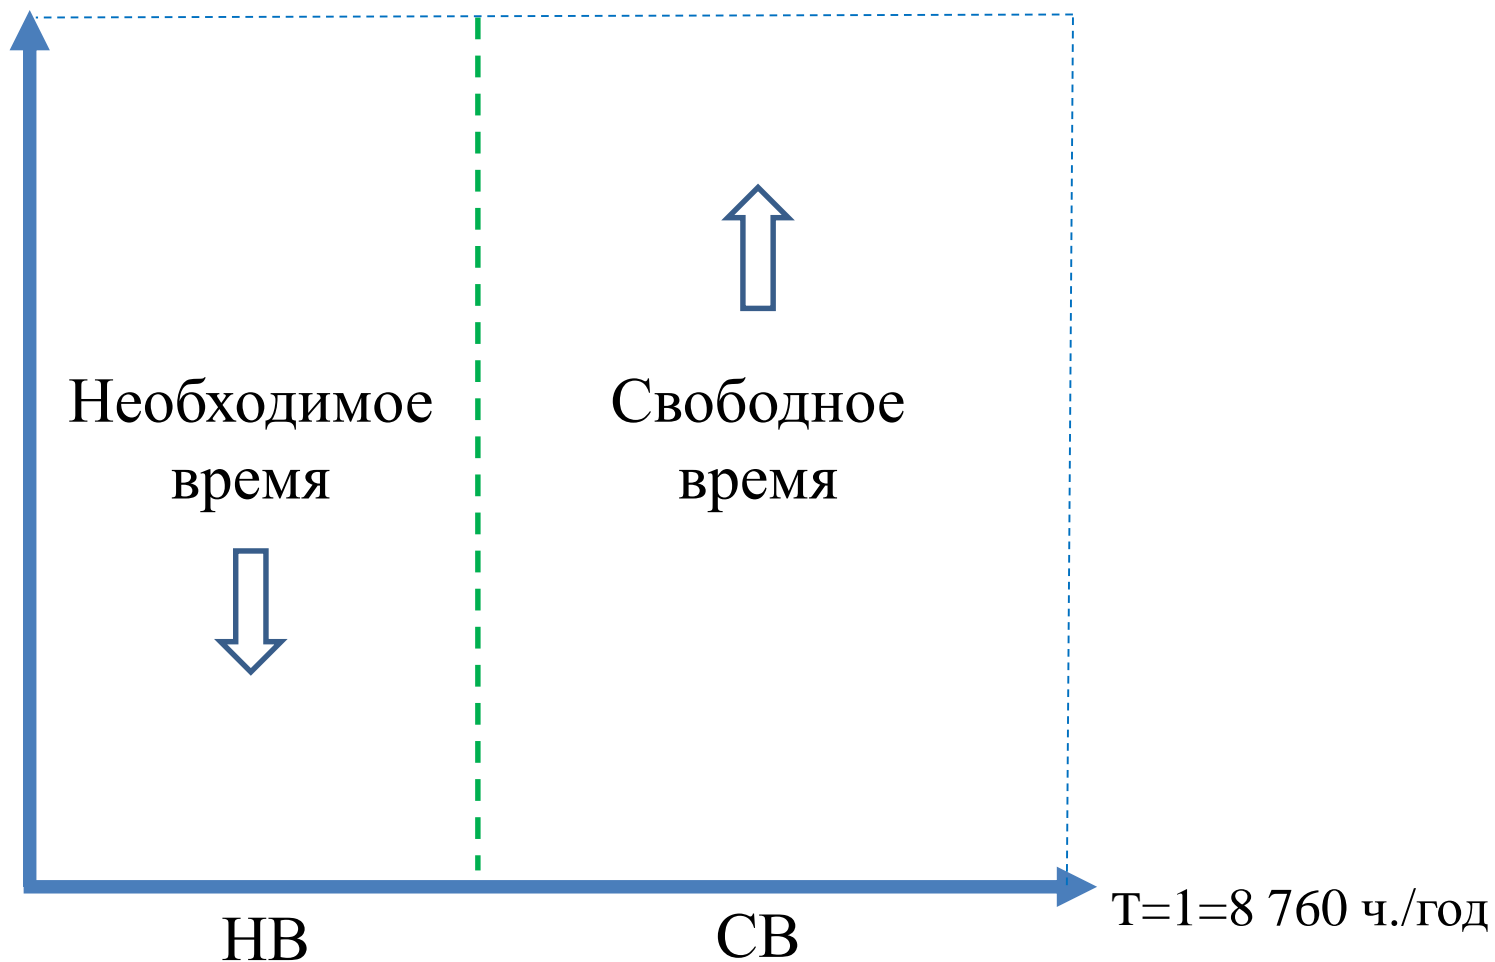 Необходимое
время
Свободное
время
НВ
СВ
T=1=8 760 ч./год